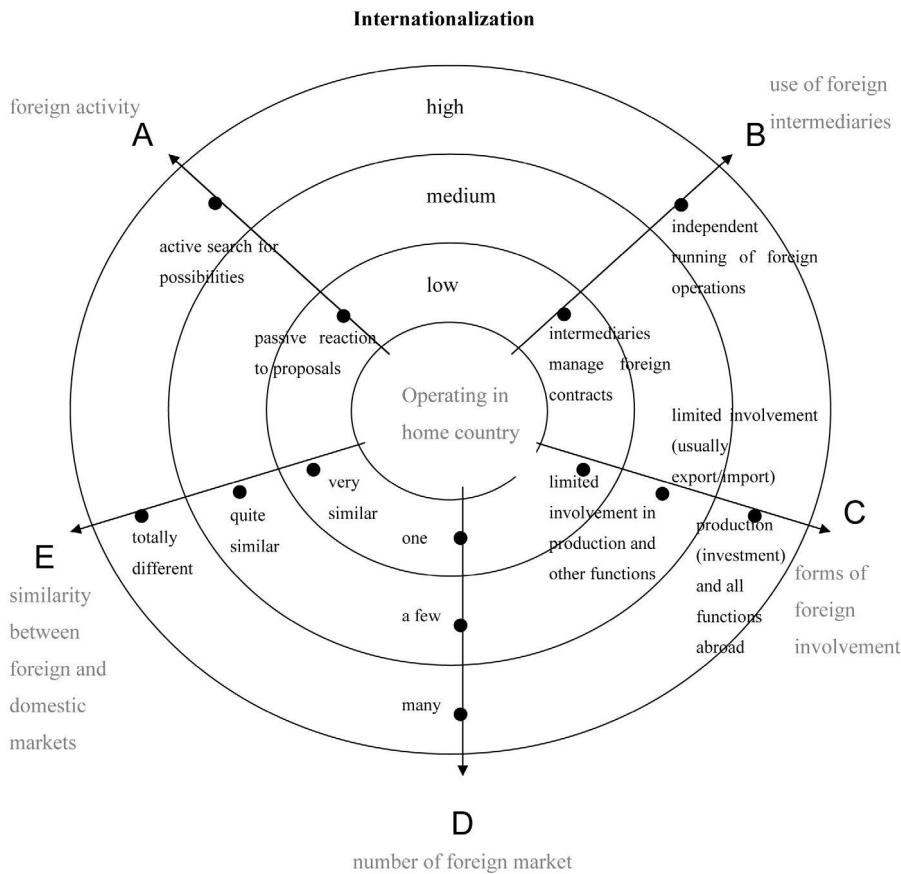 Internationalization
foreign activity
A
use of foreign
intermediaries
B
high
medium
low
active search for
possibilities
passive reaction
to proposals
independent
running of foreign
operations
intermediaries
manage foreign
contracts
Operating in
home country
limited involvement
(usually
export/import)
limited
involvement in
production and
other functions
production
(investment)
and all
functions
abroad
C
forms of
foreign
involvement
very
similar
quite
similar
totally
different
E
similarity
between
foreign and
domestic
markets
one
a few
many
D
number of foreign market